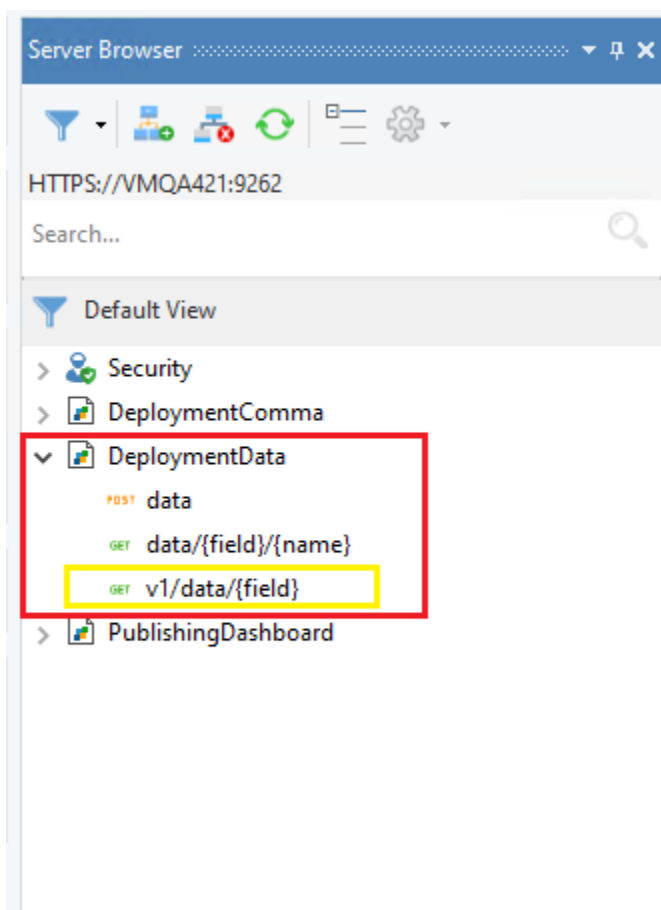 Server Browser
HTTPS://VMQA421:9262
Search...
Default View
Security
DeploymentComma
DeploymentData
POST data
GET data/{field}/{name}
GET v1/data/{field}
PublishingDashboard